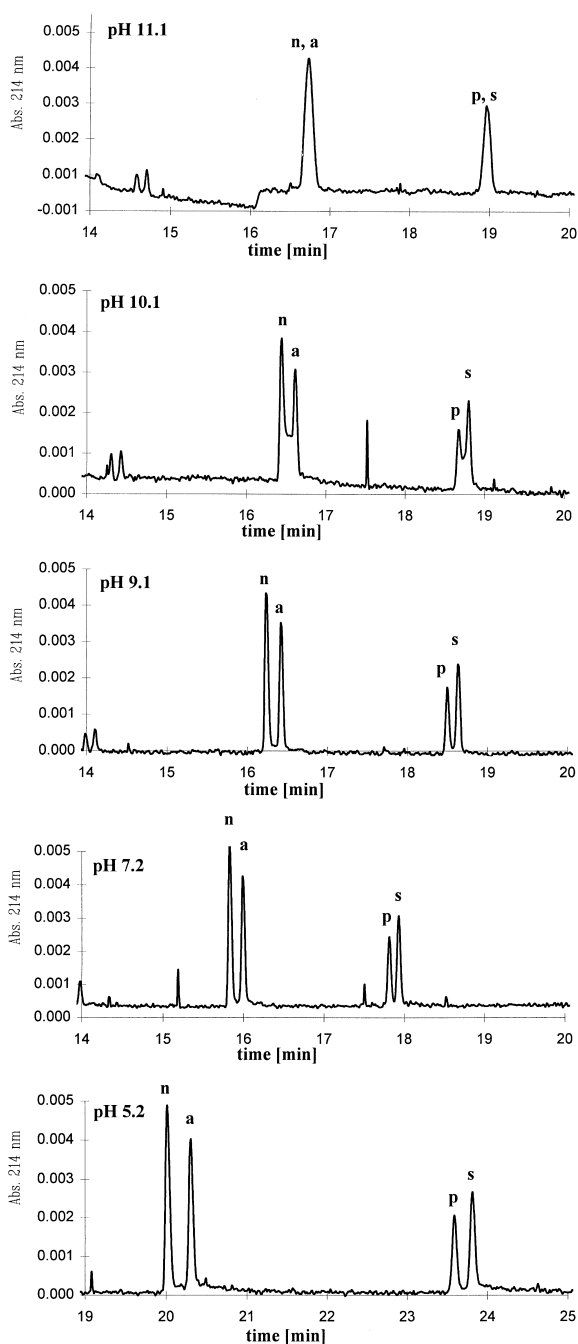 pH 11.1
n, a
p, s
Abs. 214 nm
0.005
0.004
0.003
0.002
0.001
-0.001
14 15 16 17 18 19 20
time [min]
pH 10.1
n
a
p
s
Abs. 214 nm
0.005
0.004
0.003
0.002
0.001
0.000
14 15 16 17 18 19 20
time [min]
pH 9.1
n
a
p
s
Abs. 214 nm
0.005
0.004
0.003
0.002
0.001
0.000
14 15 16 17 18 19 20
time [min]
pH 7.2
n
a
p
s
Abs. 214 nm
0.005
0.004
0.003
0.002
0.001
0.000
14 15 16 17 18 19 20
time [min]
pH 5.2
n
a
p
s
Abs. 214 nm
0.005
0.004
0.003
0.002
0.001
0.000
19 20 21 22 23 24 25
time [min]